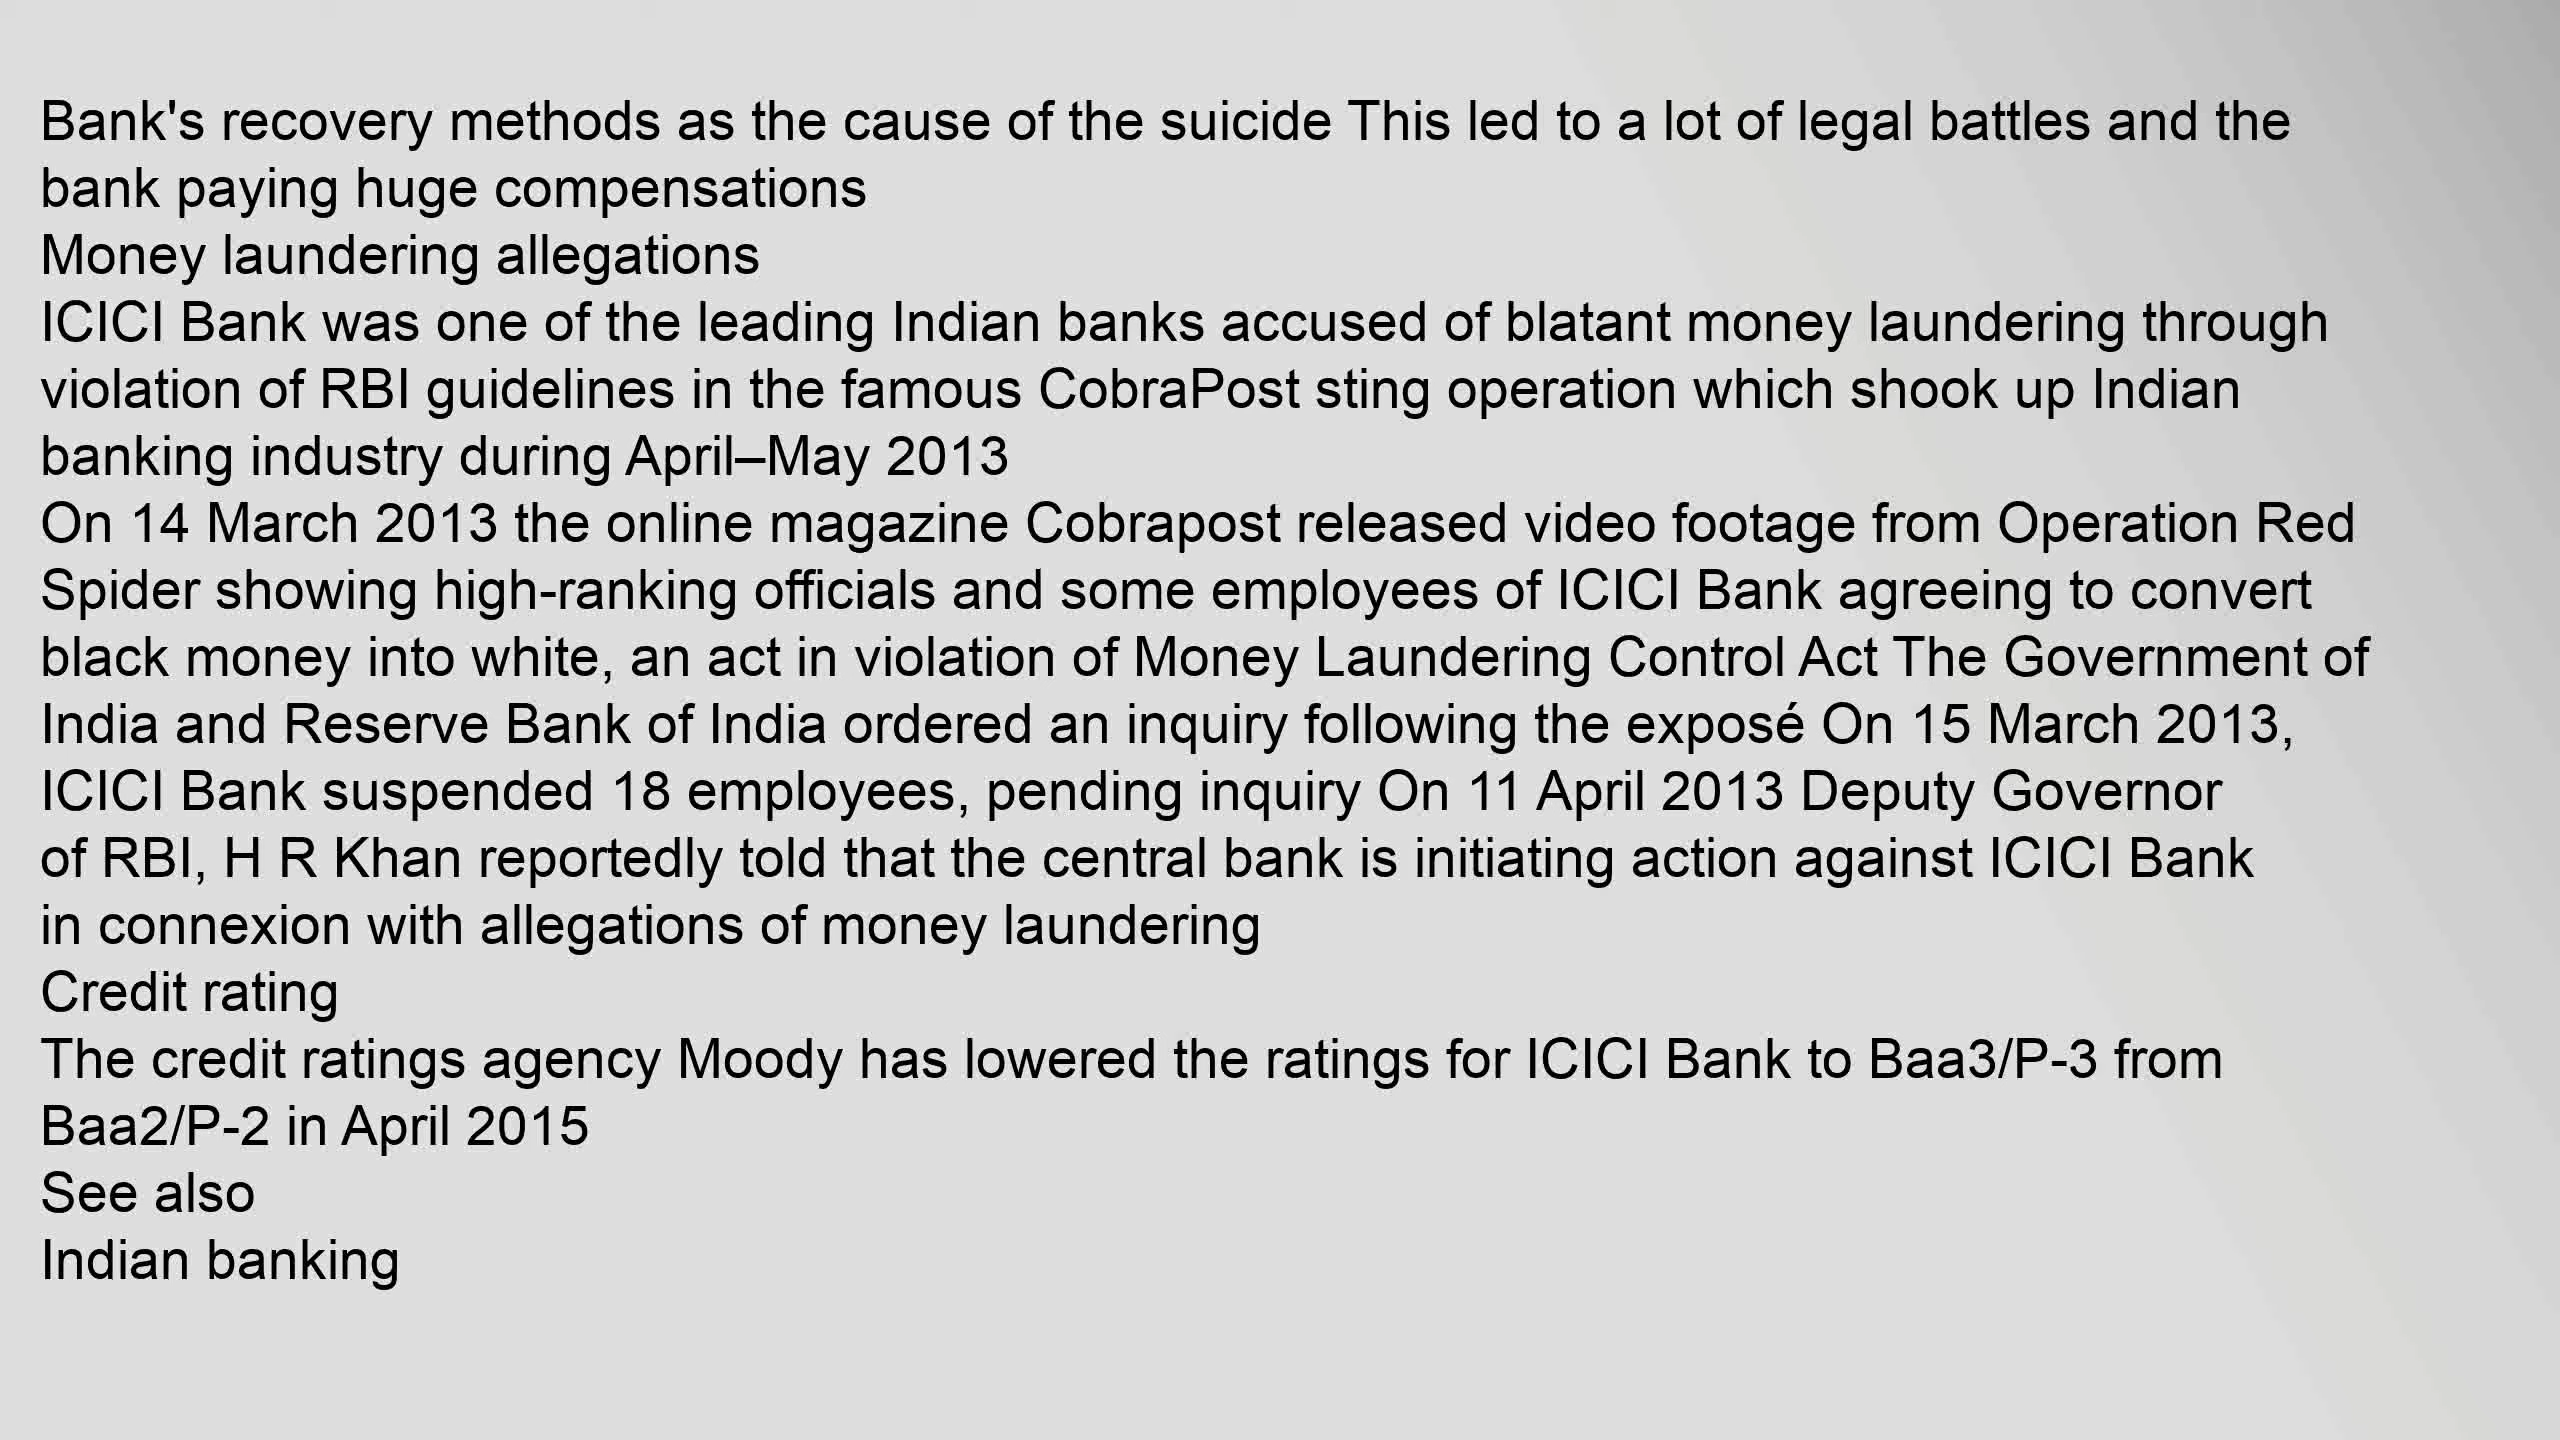 Bank's recovery methods as the cause of the suicide This led to a lot of legal battles and the
bank paying huge compensations
Money laundering allegations
ICICI Bank was one of the leading Indian banks accused of blatant money laundering through
violation of RBI guidelines in the famous CobraPost sting operation which shook up Indian
banking industry during April–May 2013
On 14 March 2013 the online magazine Cobrapost released video footage from Operation Red
Spider showing high-ranking officials and some employees of ICICI Bank agreeing to convert
black money into white, an act in violation of Money Laundering Control Act The Government of
India and Reserve Bank of India ordered an inquiry following the exposé On 15 March 2013,
ICICI Bank suspended 18 employees, pending inquiry On 11 April 2013 Deputy Governor
of RBI, H R Khan reportedly told that the central bank is initiating action against ICICI Bank
in connexion with allegations of money laundering
Credit rating
The credit ratings agency Moody has lowered the ratings for ICICI Bank to Baa3/P-3 from
Baa2/P-2 in April 2015
See also
Indian banking